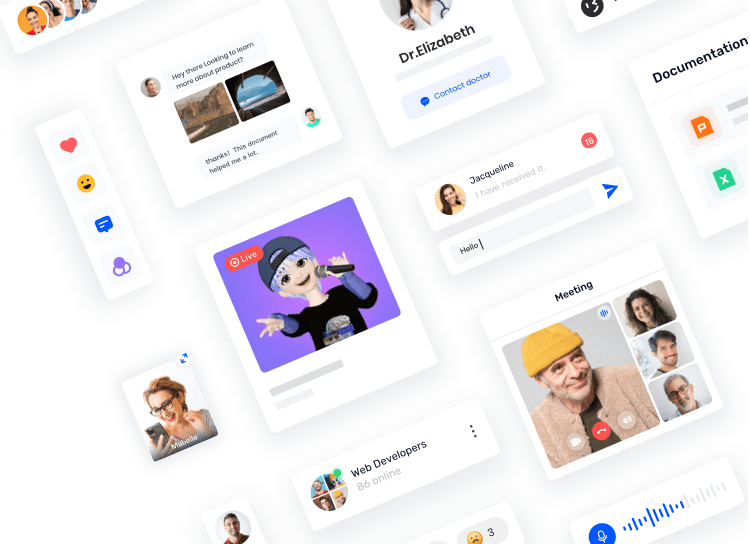 Hey there Looking to learn
more about product?
thanks! This document
helped me a lot.
Dr.Elizabeth
Contact doctor
Documentation
Jacqueline
I have received it.
18
Hello
Live
Meeting
Mabelle
Web Developers
86 online
3